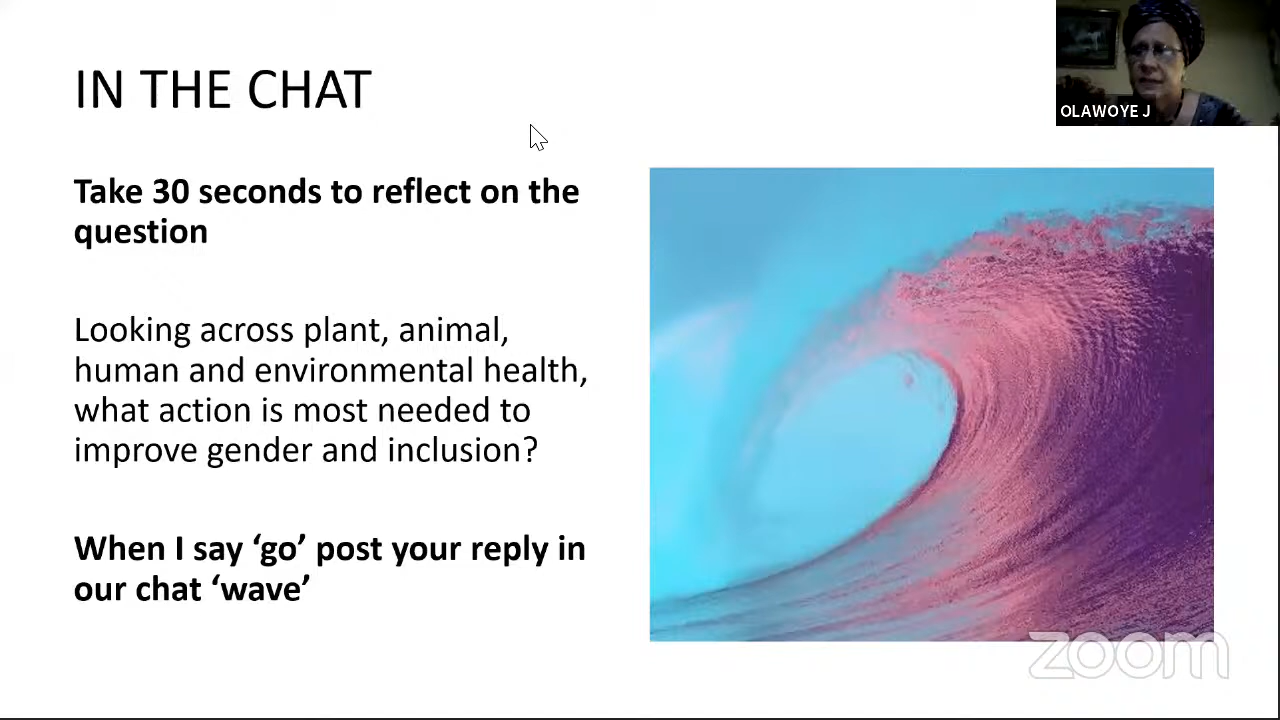 IN THE CHAT
OLAWOYE J
Take 30 seconds to reflect on the
question
Looking across plant, animal,
human and environmental health,
what action is most needed to
improve gender and inclusion?
When I say ‘go’ post your reply in
our chat ‘wave’
zoom